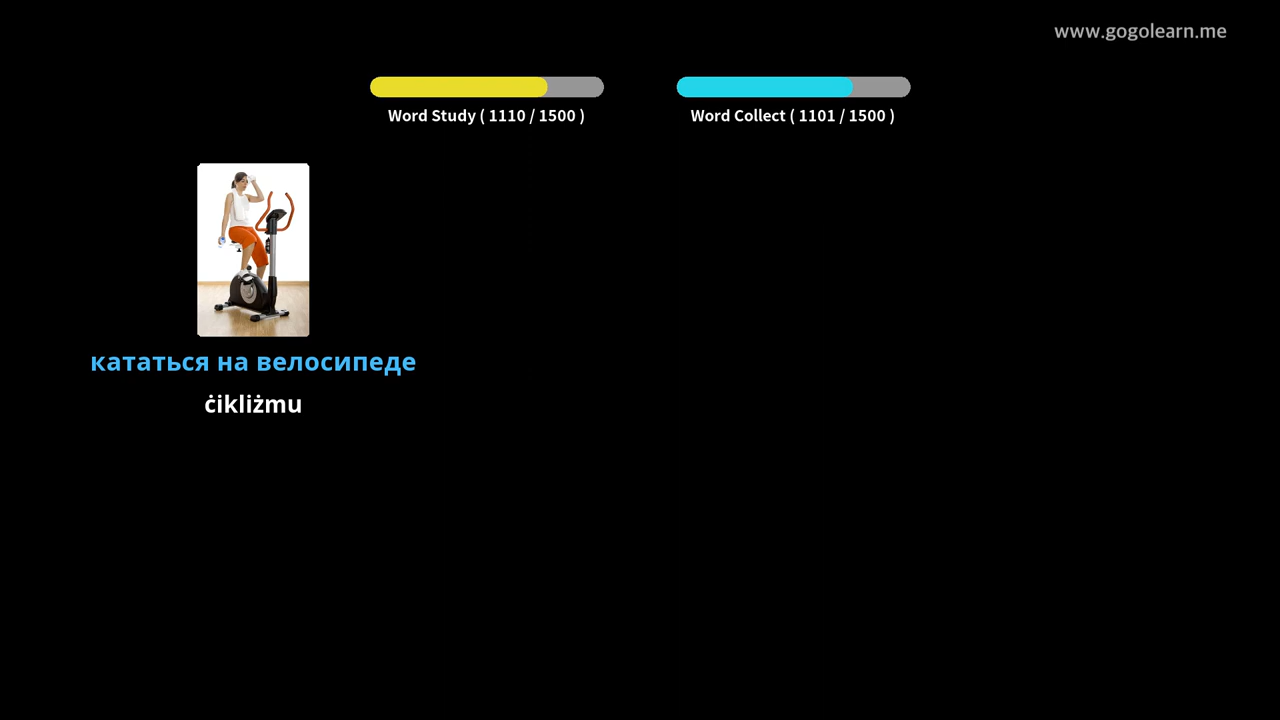 www.gogolearn.me
Word Study ( 1110 / 1500 )
Word Collect ( 1101 / 1500 )
кататься на велосипеде
ċikliżmu